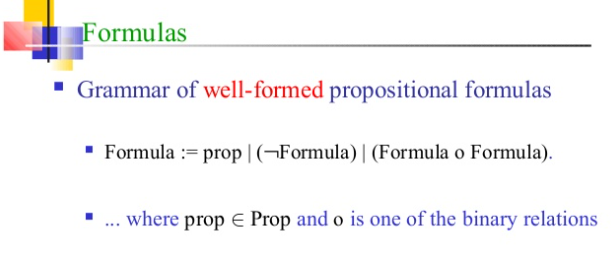 Formulas
Grammar of well-formed propositional formulas
Formula := prop | (¬Formula) | (Formula o Formula).
... where prop ∈ Prop and o is one of the binary relations